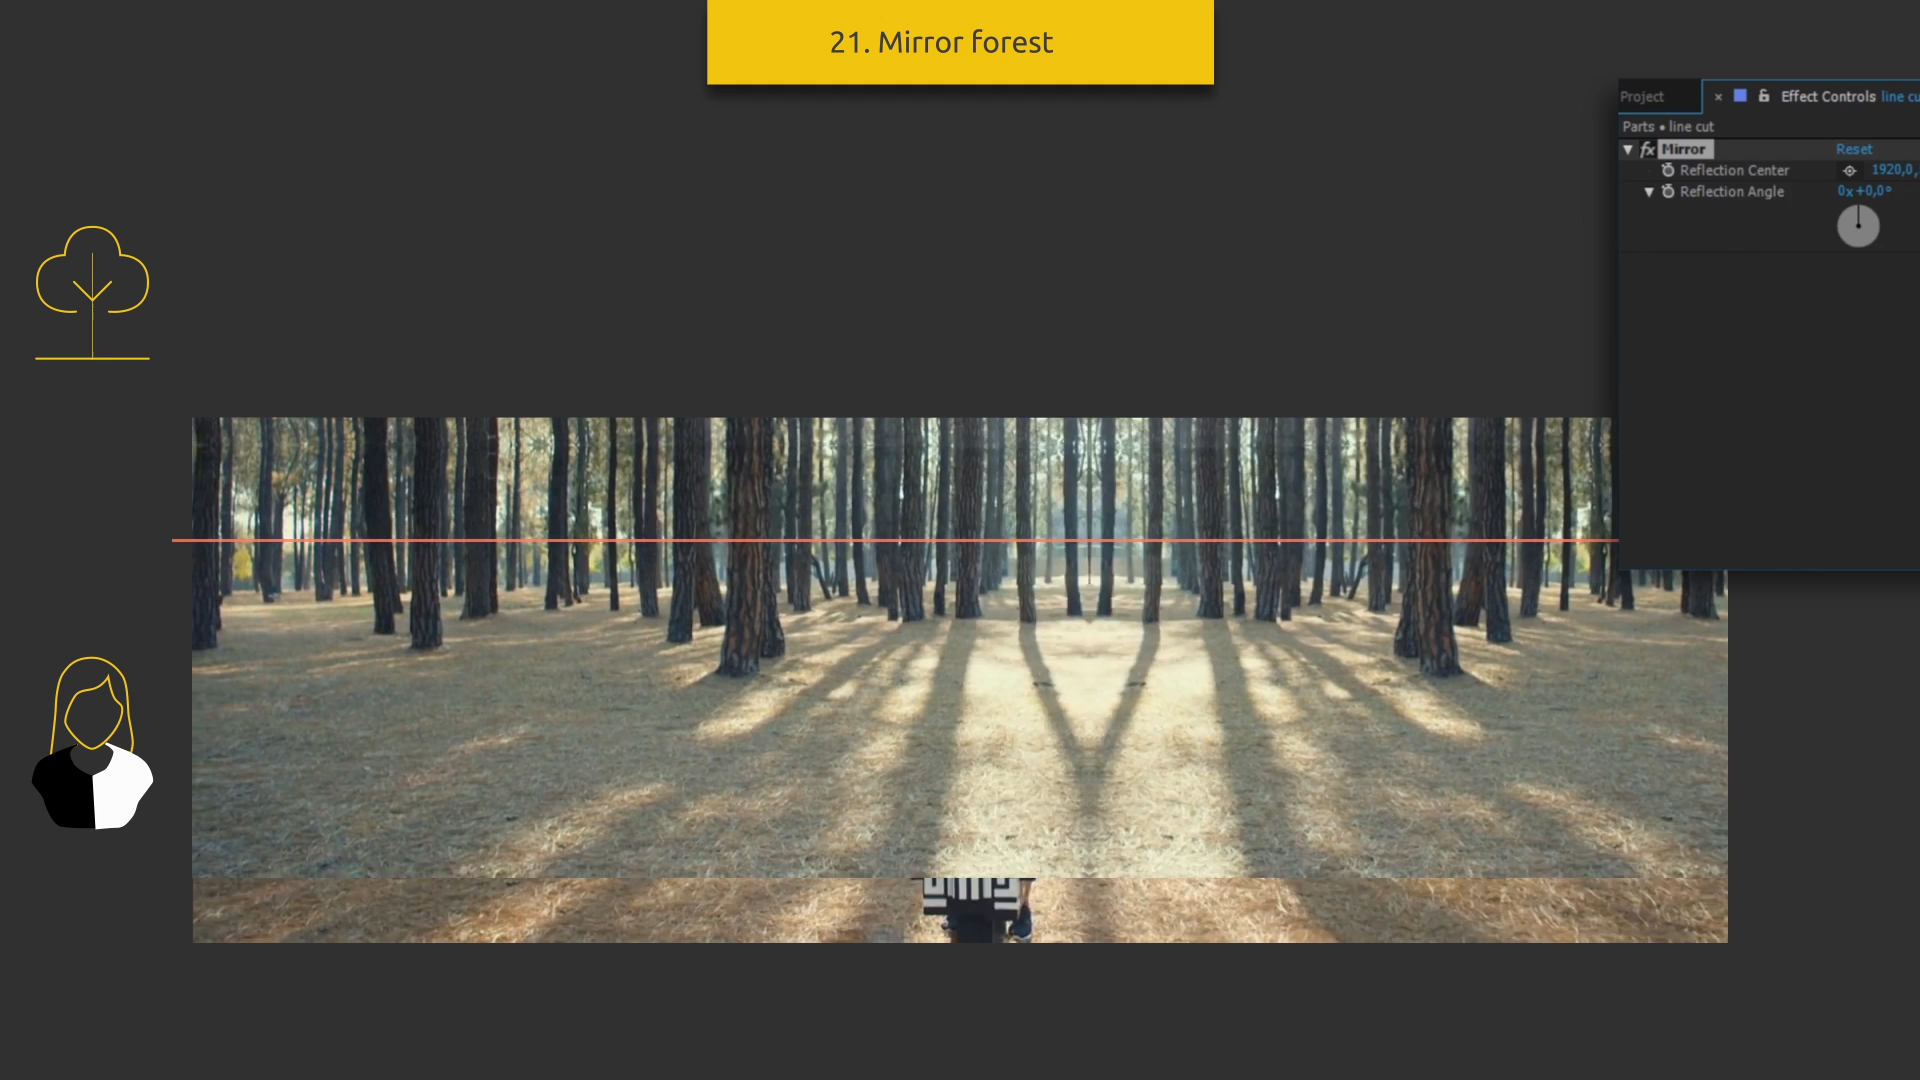 21. Mirror forest
Project
× Effect Controls line cu
Parts • line cut
fx Mirror Reset
Reflection Center 1920,0,
Reflection Angle 0x+0,0°